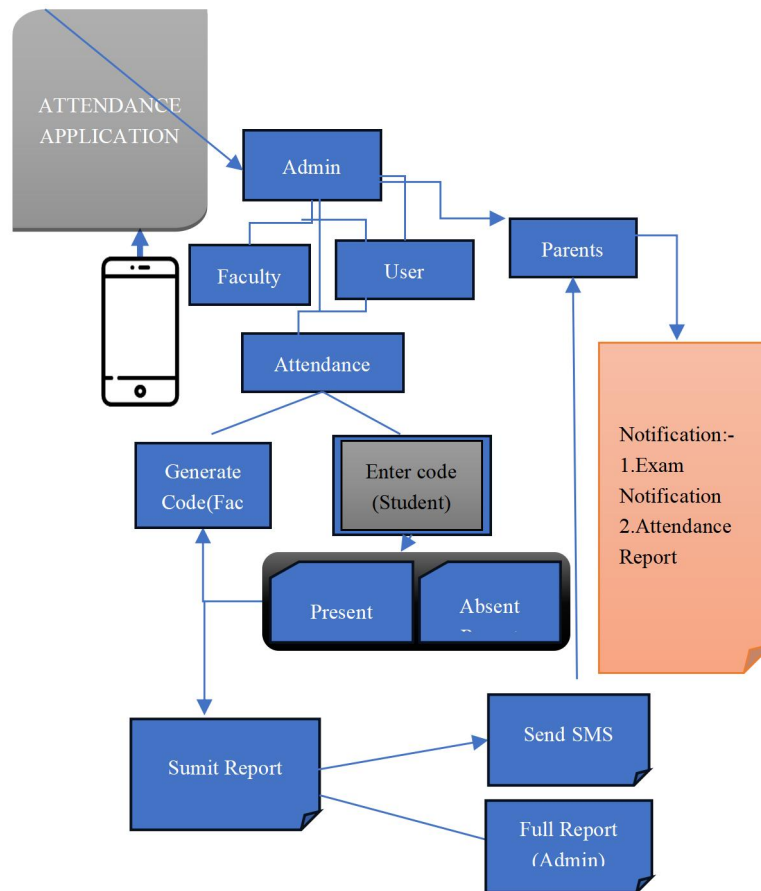 ATTENDANCE
APPLICATION
Admin
Faculty
User
Parents
Attendance
Generate
Code(Fac
Enter code
(Student)
Notification:-
1.Exam
Notification
2.Attendance
Report
Present
Absent
Sumit Report
Send SMS
Full Report
(Admin)